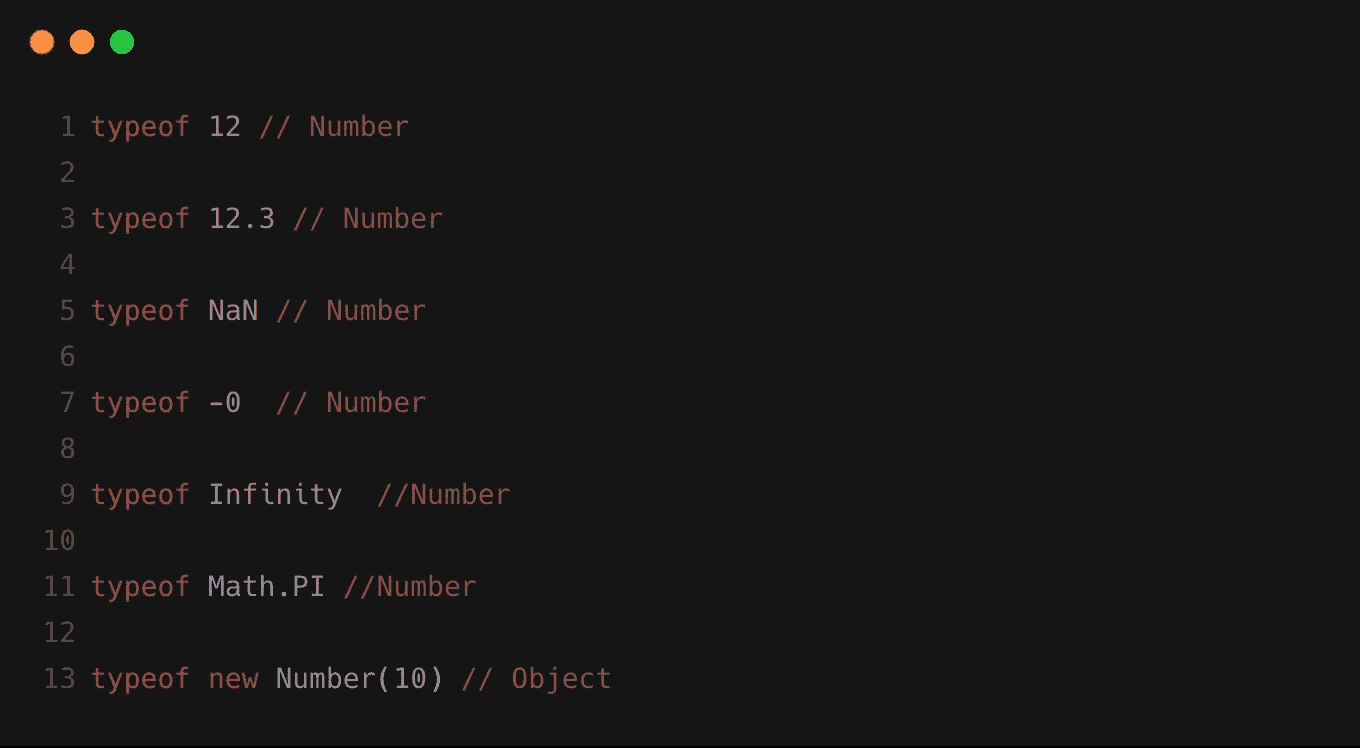 1 typeof 12 // Number
2
3 typeof 12.3 // Number
4
5 typeof NaN // Number
6
7 typeof -0  // Number
8
9 typeof Infinity  //Number
10
11 typeof Math.PI //Number
12
13 typeof new Number(10) // Object